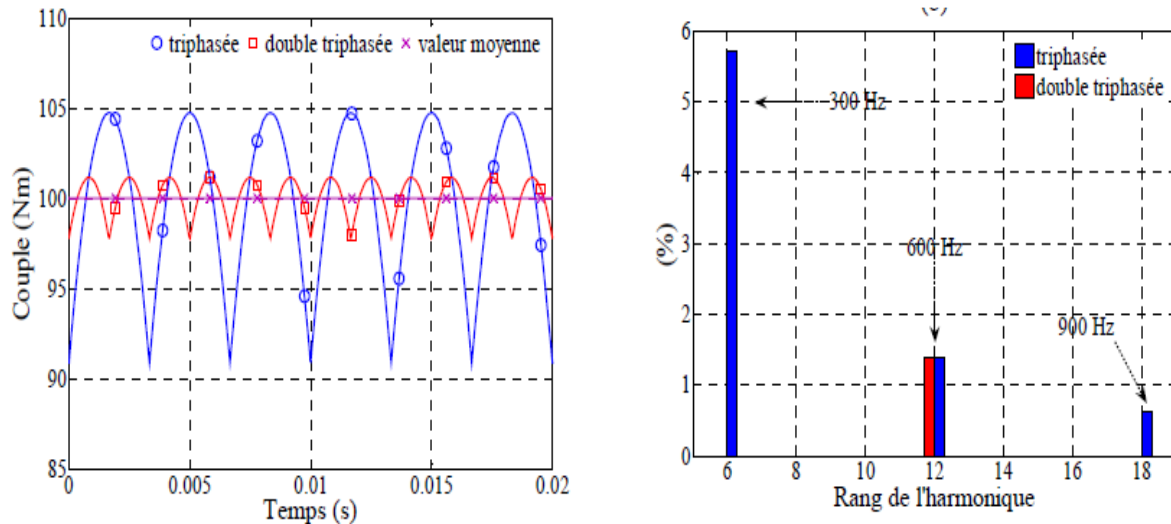 110
105
100
95
90
85
triphasée double triphasée valeur moyenne
Couple (Nm)
0 0.005 0.01 0.015 0.02
Temps (s)
6
5
4
3
2
1
0
(%)
triphasée
double triphasée
300 Hz
600 Hz
900 Hz
6 8 10 12 14 16 18
Rang de l'harmonique